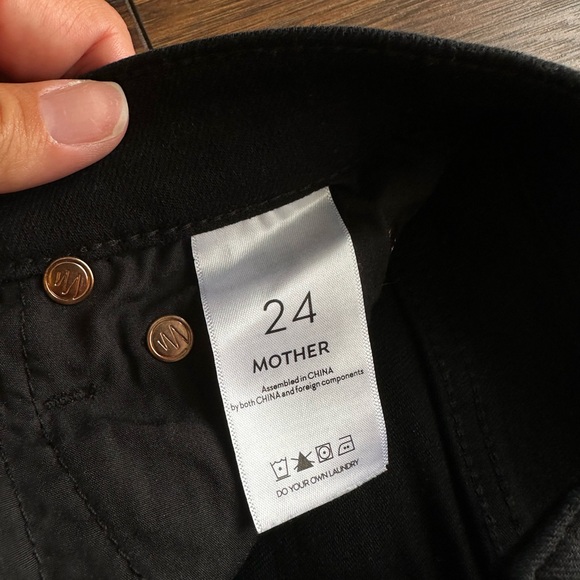 24
MOTHER
Assembled in CHINA
by both CHINA and foreign components
DO YOUR OWN LAUNDRY